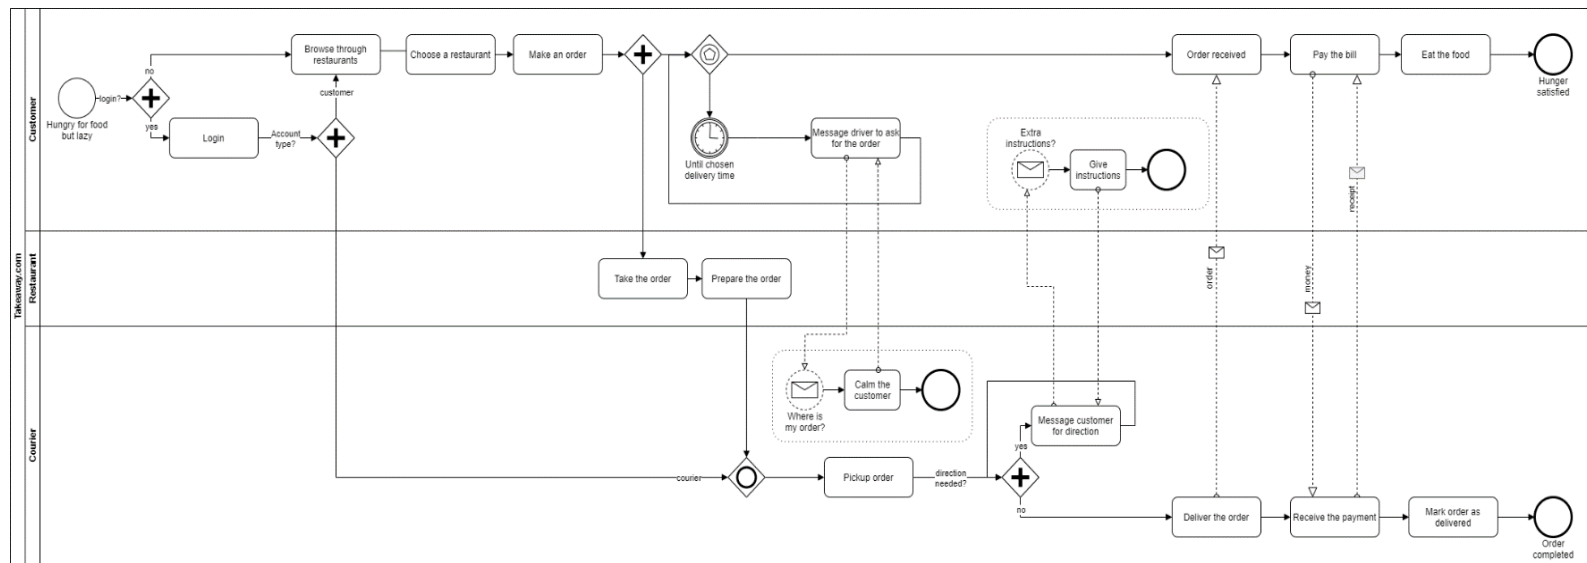 Takeaway.com
Customer
Hungry for food
but lazy
login?
no
yes
Login
Account
type?
customer
Browse through
restaurants
Choose a restaurant
Make an order
Until chosen
delivery time
Message driver to ask
for the order
Extra
instructions?
Give
instructions
Order received
Pay the bill
Eat the food
Hunger
satisfied
receipt
Restaurant
Take the order
Prepare the order
order
money
Courier
courier
Where is
my order?
Calm the
customer
Pickup order
direction
needed?
yes
no
Message customer
for direction
Deliver the order
Receive the payment
Mark order as
delivered
Order
completed